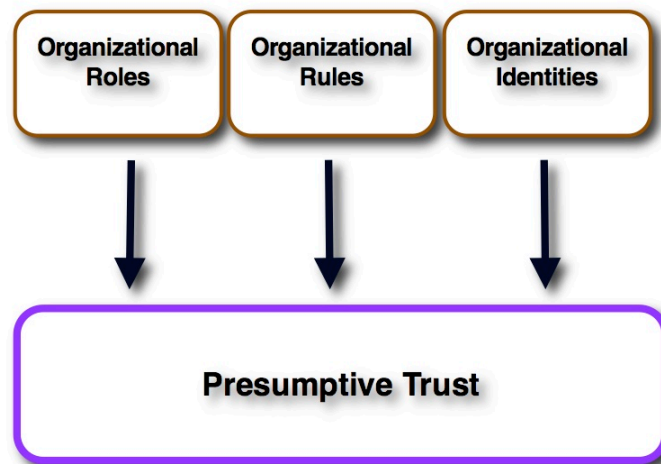 Organizational
Roles
Organizational
Rules
Organizational
Identities
Presumptive Trust